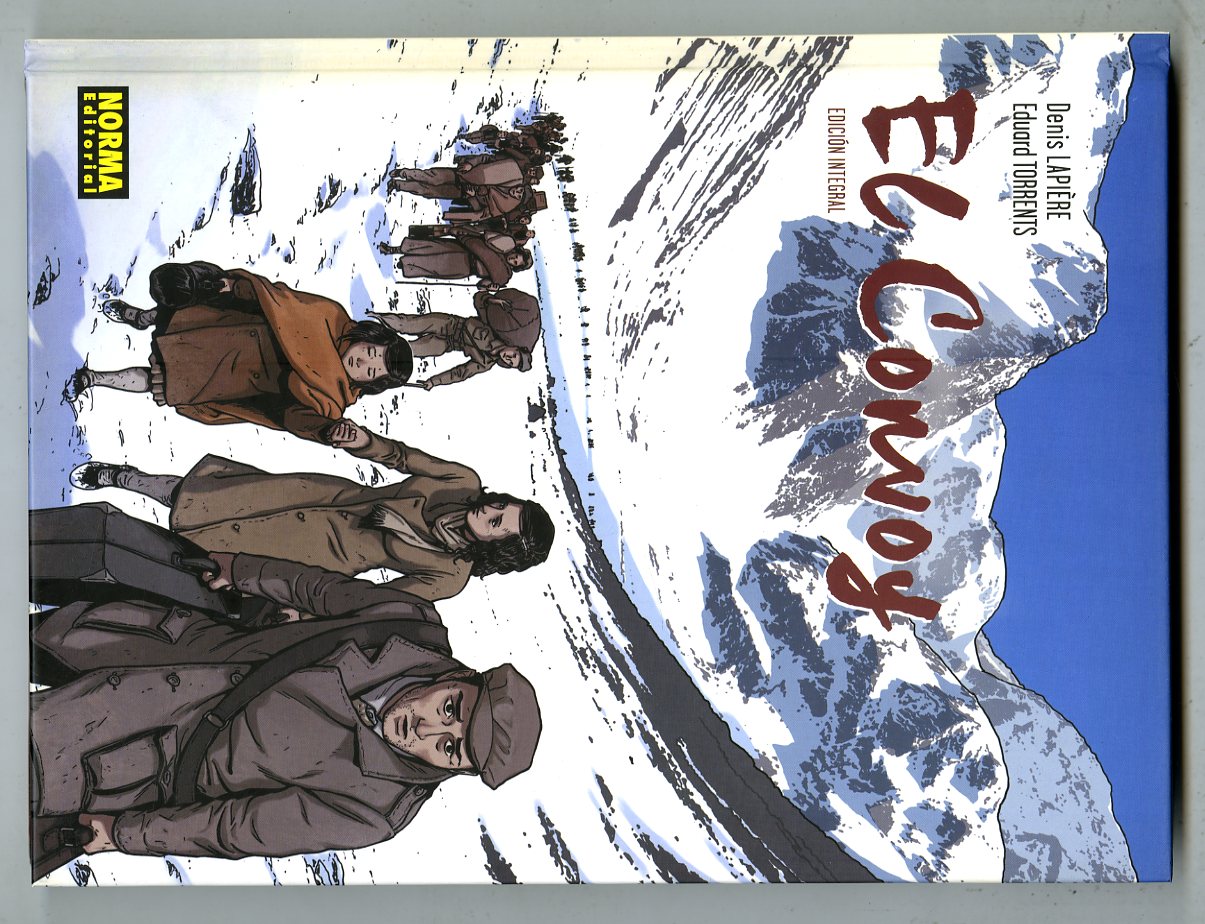 Denis LAPIÈRE
Eduard TORRENTS
El Convoy
EDICIÓN INTEGRAL
NORMA
Editorial